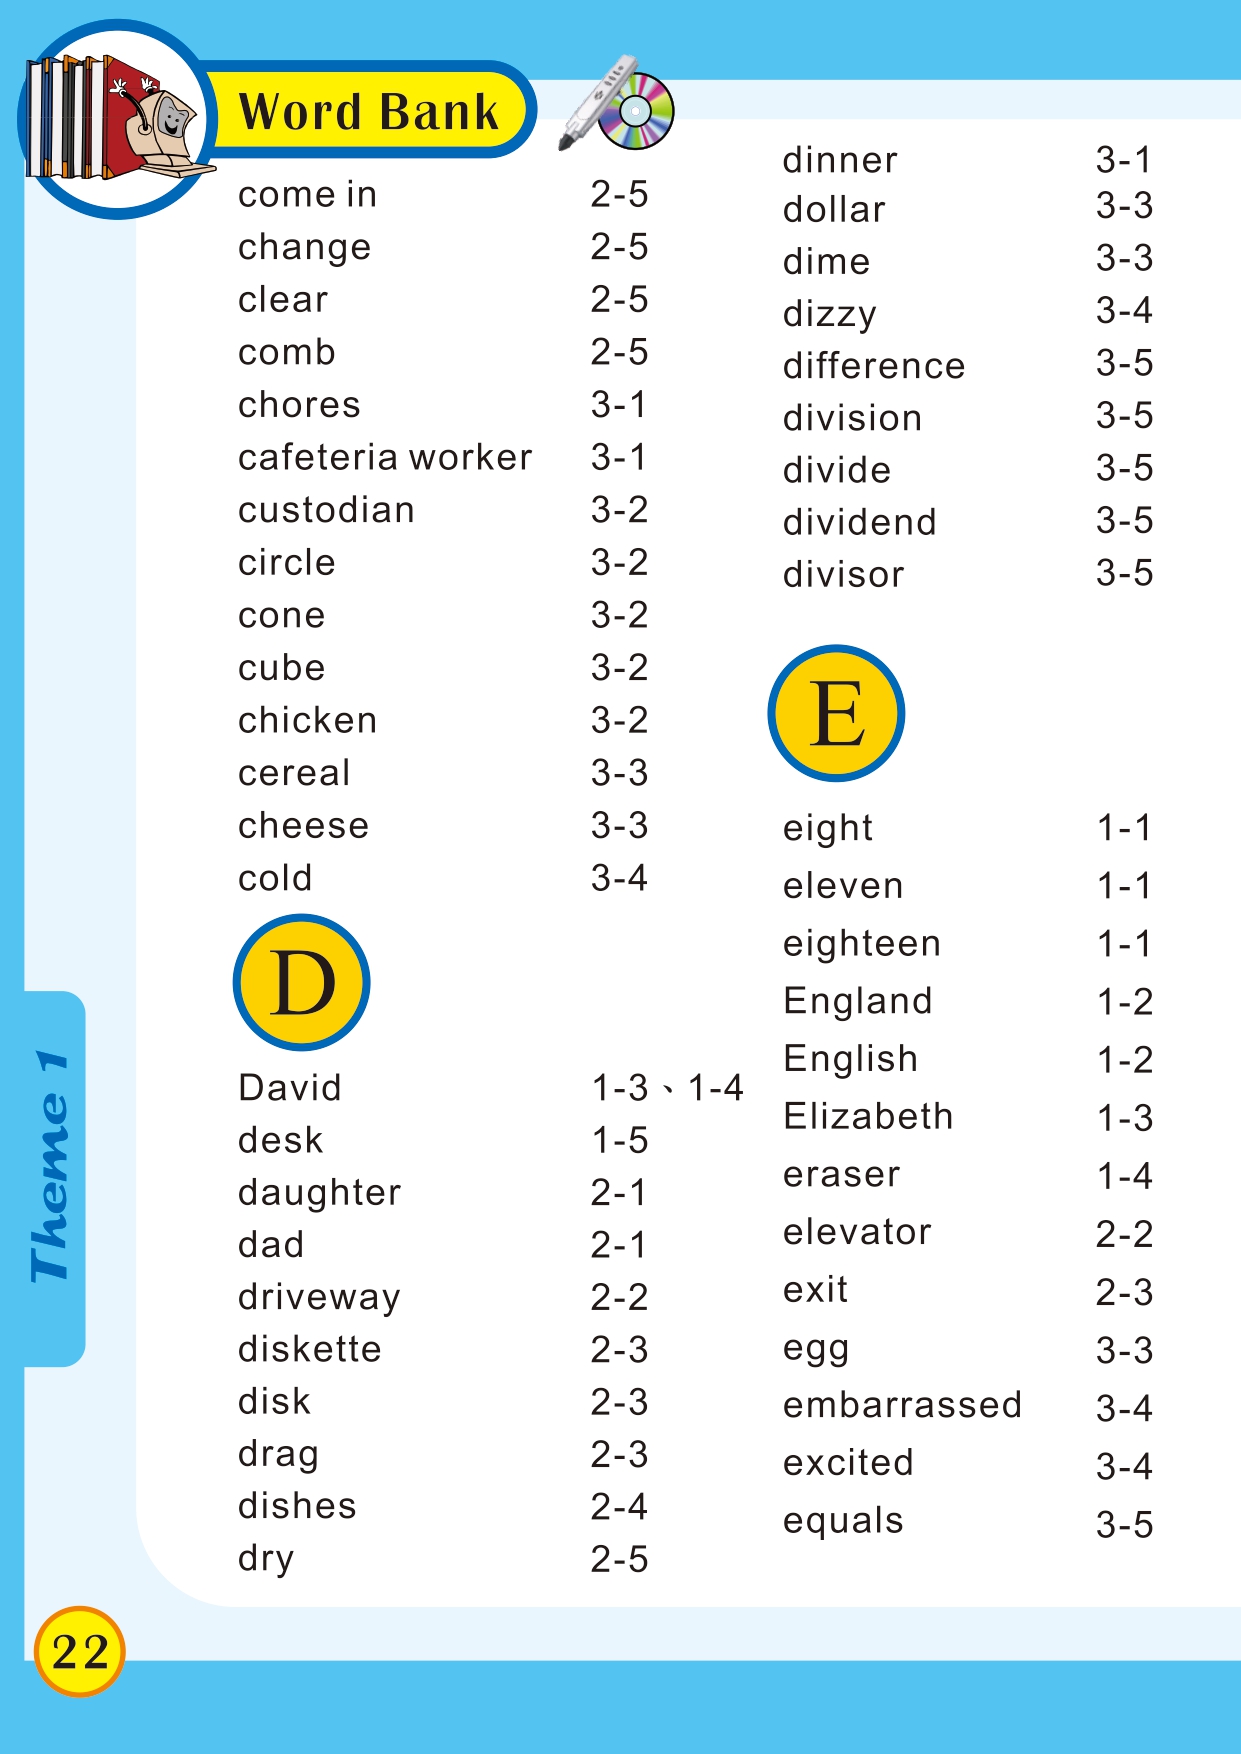 Word Bank
come in 2-5
change 2-5
clear 2-5
comb 2-5
chores 3-1
cafeteria worker 3-1
custodian 3-2
circle 3-2
cone 3-2
cube 3-2
chicken 3-2
cereal 3-3
cheese 3-3
cold 3-4
D
David 1-3、1-4
desk 1-5
daughter 2-1
dad 2-1
driveway 2-2
diskette 2-3
disk 2-3
drag 2-3
dishes 2-4
dry 2-5
dinner 3-1
dollar 3-3
dime 3-3
dizzy 3-4
difference 3-5
division 3-5
divide 3-5
dividend 3-5
divisor 3-5
E
eight 1-1
eleven 1-1
eighteen 1-1
England 1-2
English 1-2
Elizabeth 1-3
eraser 1-4
elevator 2-2
exit 2-3
egg 3-3
embarrassed 3-4
excited 3-4
equals 3-5
Theme 1
22